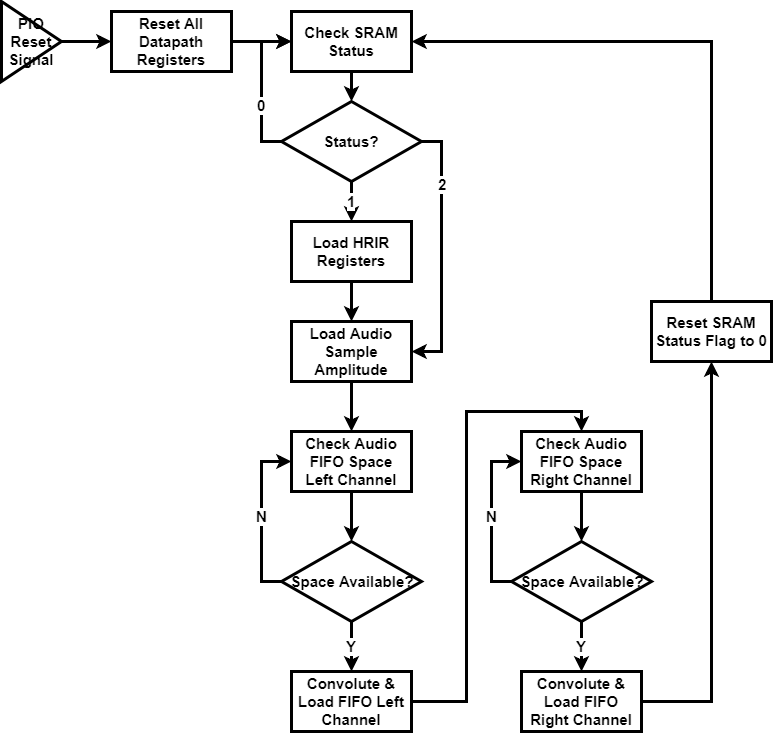 PIO
Reset
Signal
Reset All
Datapath
Registers
Check SRAM
Status
0
Status?
2
1
Load HRIR
Registers
Load Audio
Sample
Amplitude
Reset SRAM
Status Flag to 0
Check Audio
FIFO Space
Left Channel
Check Audio
FIFO Space
Right Channel
N
N
Space Available?
Space Available?
Y
Y
Convolute &
Load FIFO Left
Channel
Convolute &
Load FIFO
Right Channel